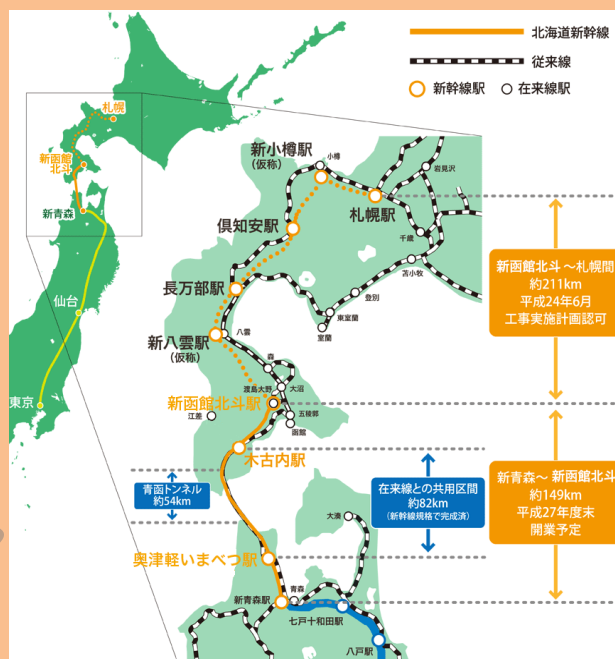 北海道新幹線
従来線
新幹線駅
在来線駅
札幌
新函館
北斗
新青森
仙台
東京
新小樽駅
(仮称)
小樽
岩見沢
札幌駅
倶知安駅
千歳
苫小牧
長万部駅
登別
東室蘭
室蘭
新八雲駅
(仮称)
八雲
森
渡島大野
大沼
新函館北斗駅
五稜郭
江差
函館
木古内駅
新函館北斗～札幌間
約211km
平成24年6月
工事実施計画認可
青函トンネル
約54km
在来線との共用区間
約82km
(新幹線規格で完成済)
新青森～新函館北斗
約149km
平成27年度末
開業予定
大湊
奥津軽いまべつ駅
青森
新青森駅
七戸十和田駅
八戸駅